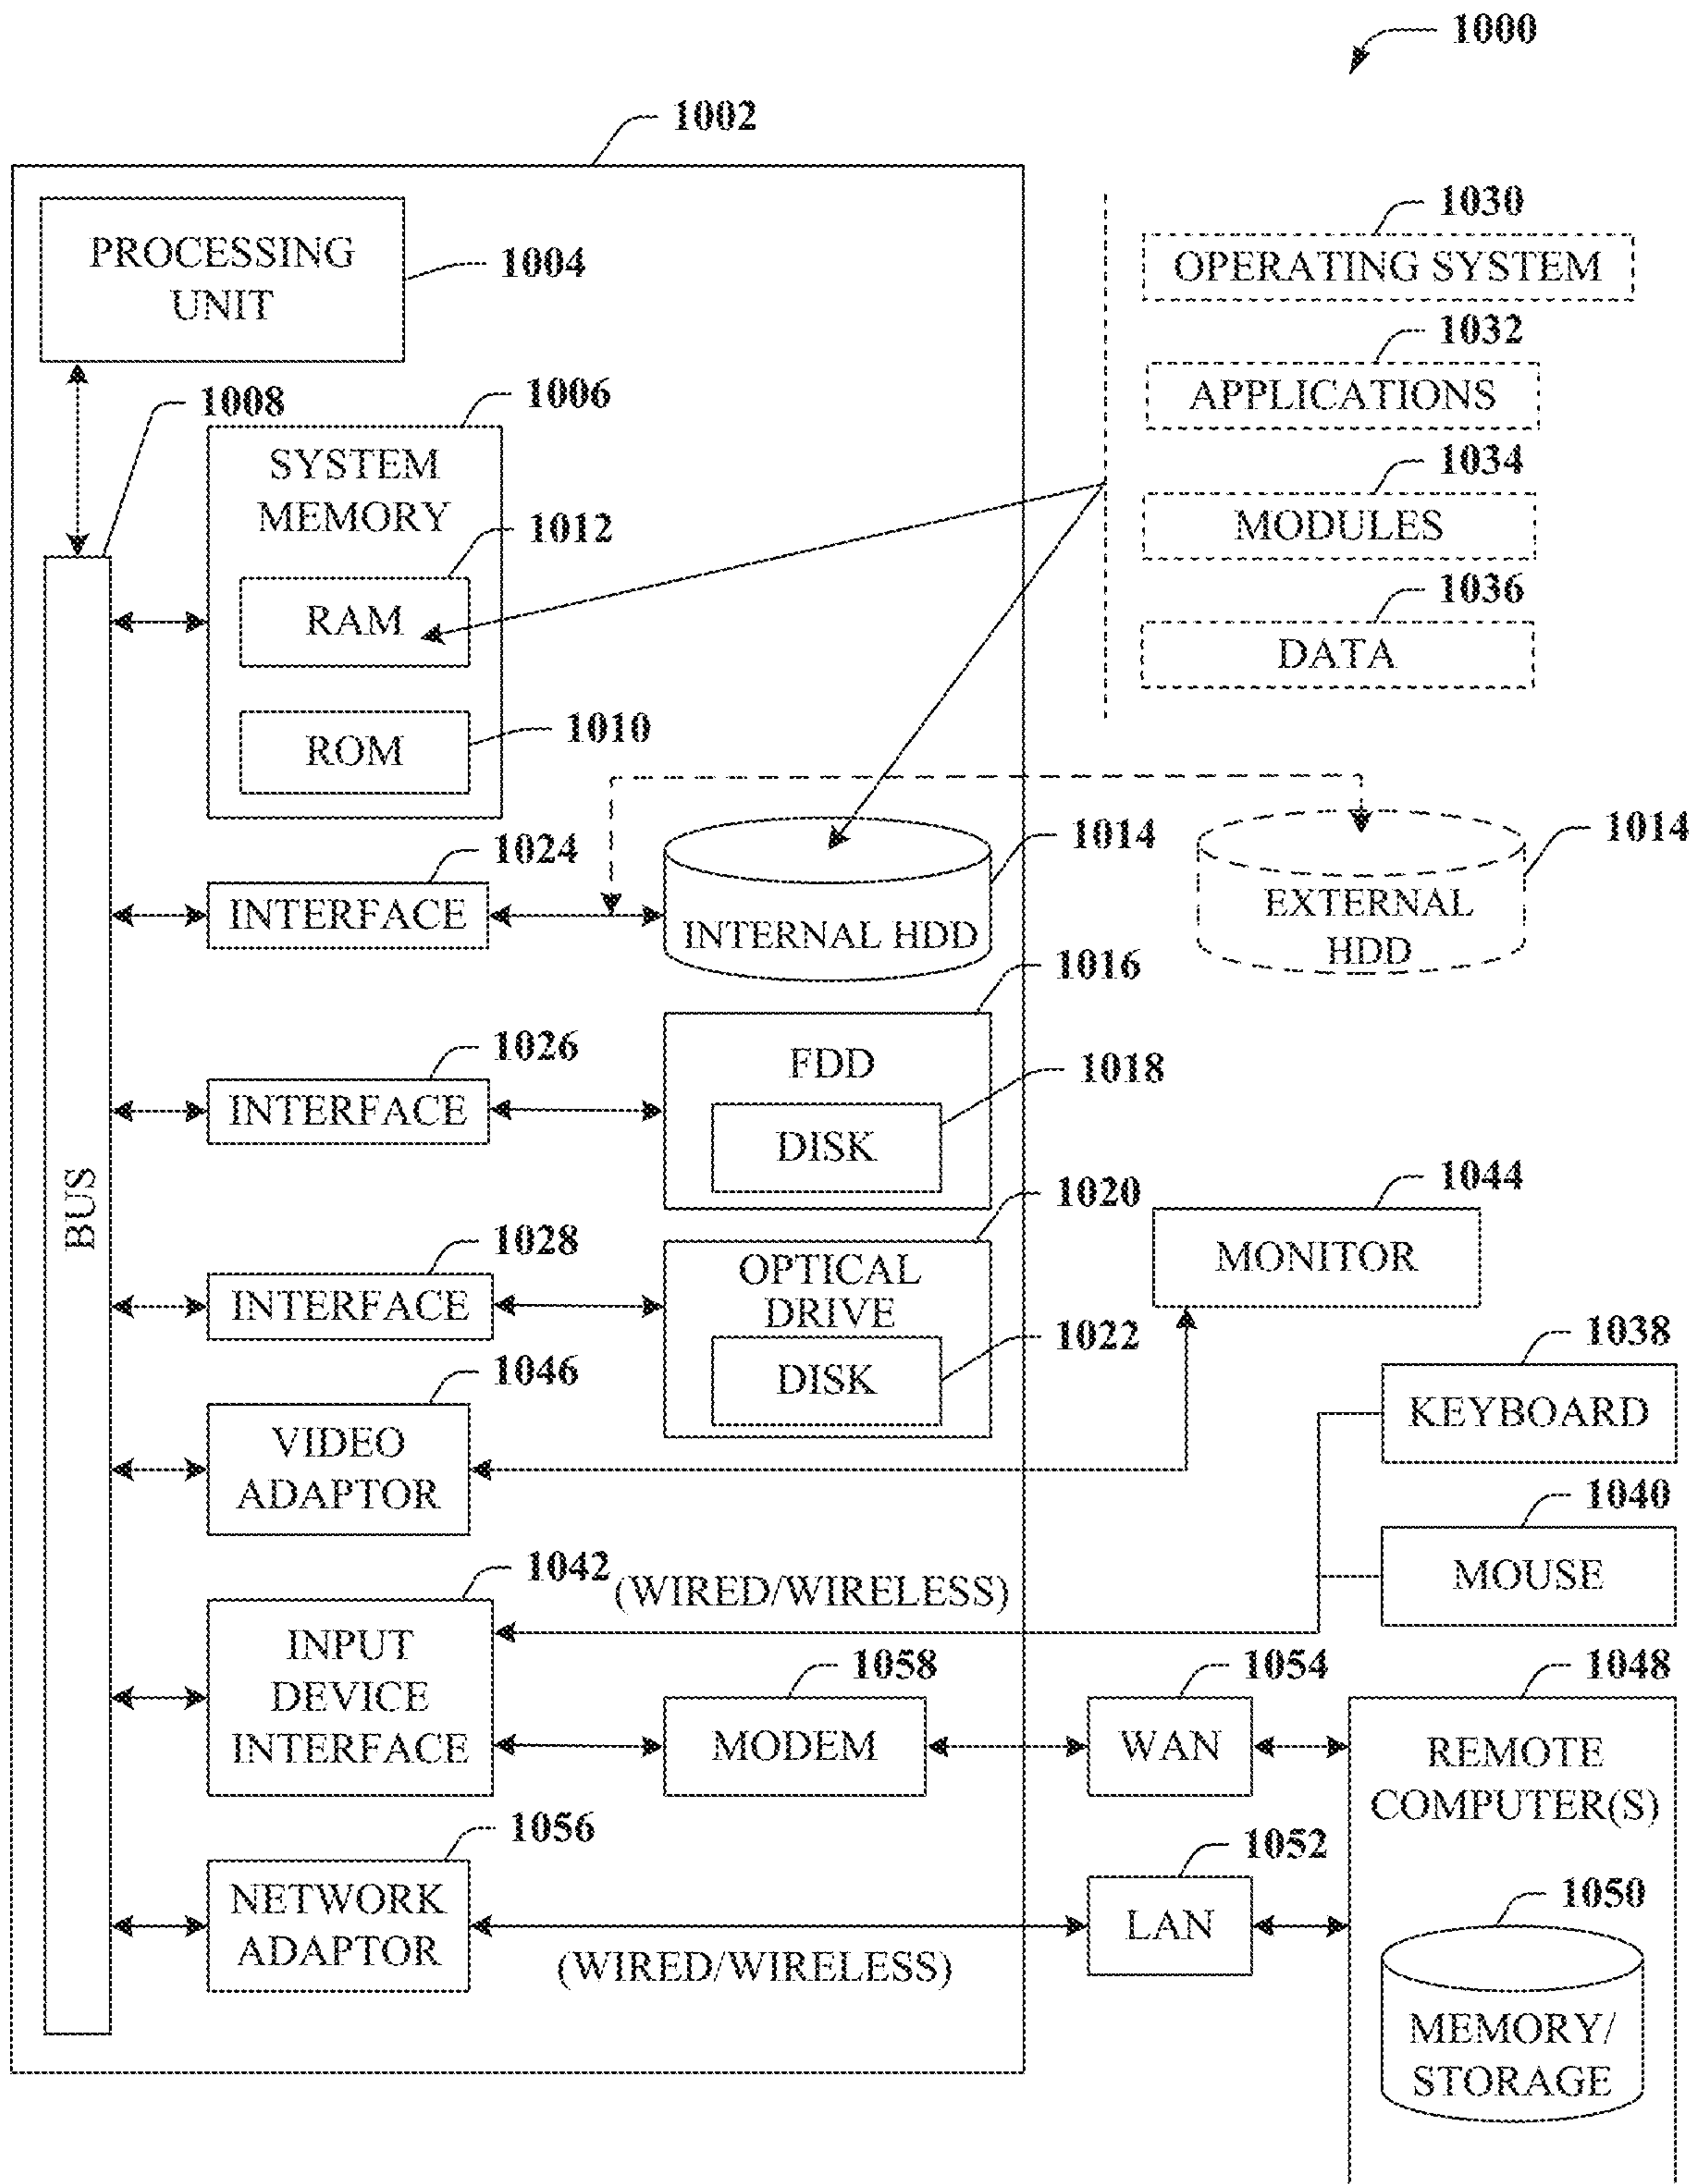 1000
1002
PROCESSING
UNIT
1004
1030
OPERATING SYSTEM
1032
APPLICATIONS
1034
MODULES
1036
DATA
1008
1006
SYSTEM
MEMORY
1012
RAM
1010
ROM
1024
INTERFACE
1014
INTERNAL HDD
1014
EXTERNAL
HDD
1016
FDD
1018
DISK
1026
INTERFACE
BUS
1020
OPTICAL
DRIVE
1022
DISK
1028
INTERFACE
1044
MONITOR
1046
VIDEO
ADAPTOR
1038
KEYBOARD
1040
MOUSE
1042
(WIRED/WIRELESS)
INPUT
DEVICE
INTERFACE
1058
MODEM
1054
WAN
1048
REMOTE
COMPUTER(S)
1056
NETWORK
ADAPTOR
(WIRED/WIRELESS)
1052
LAN
1050
MEMORY/
STORAGE